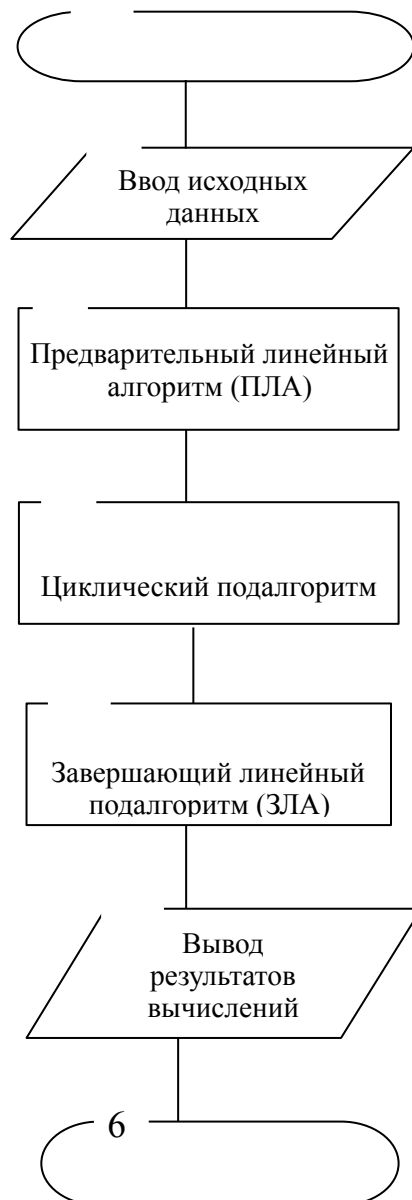 Ввод исходных
данных
Предварительный линейный
алгоритм (ПЛА)
Циклический подалгоритм
Завершающий линейный
подалгоритм (ЗЛА)
Вывод
результатов
вычислений
6